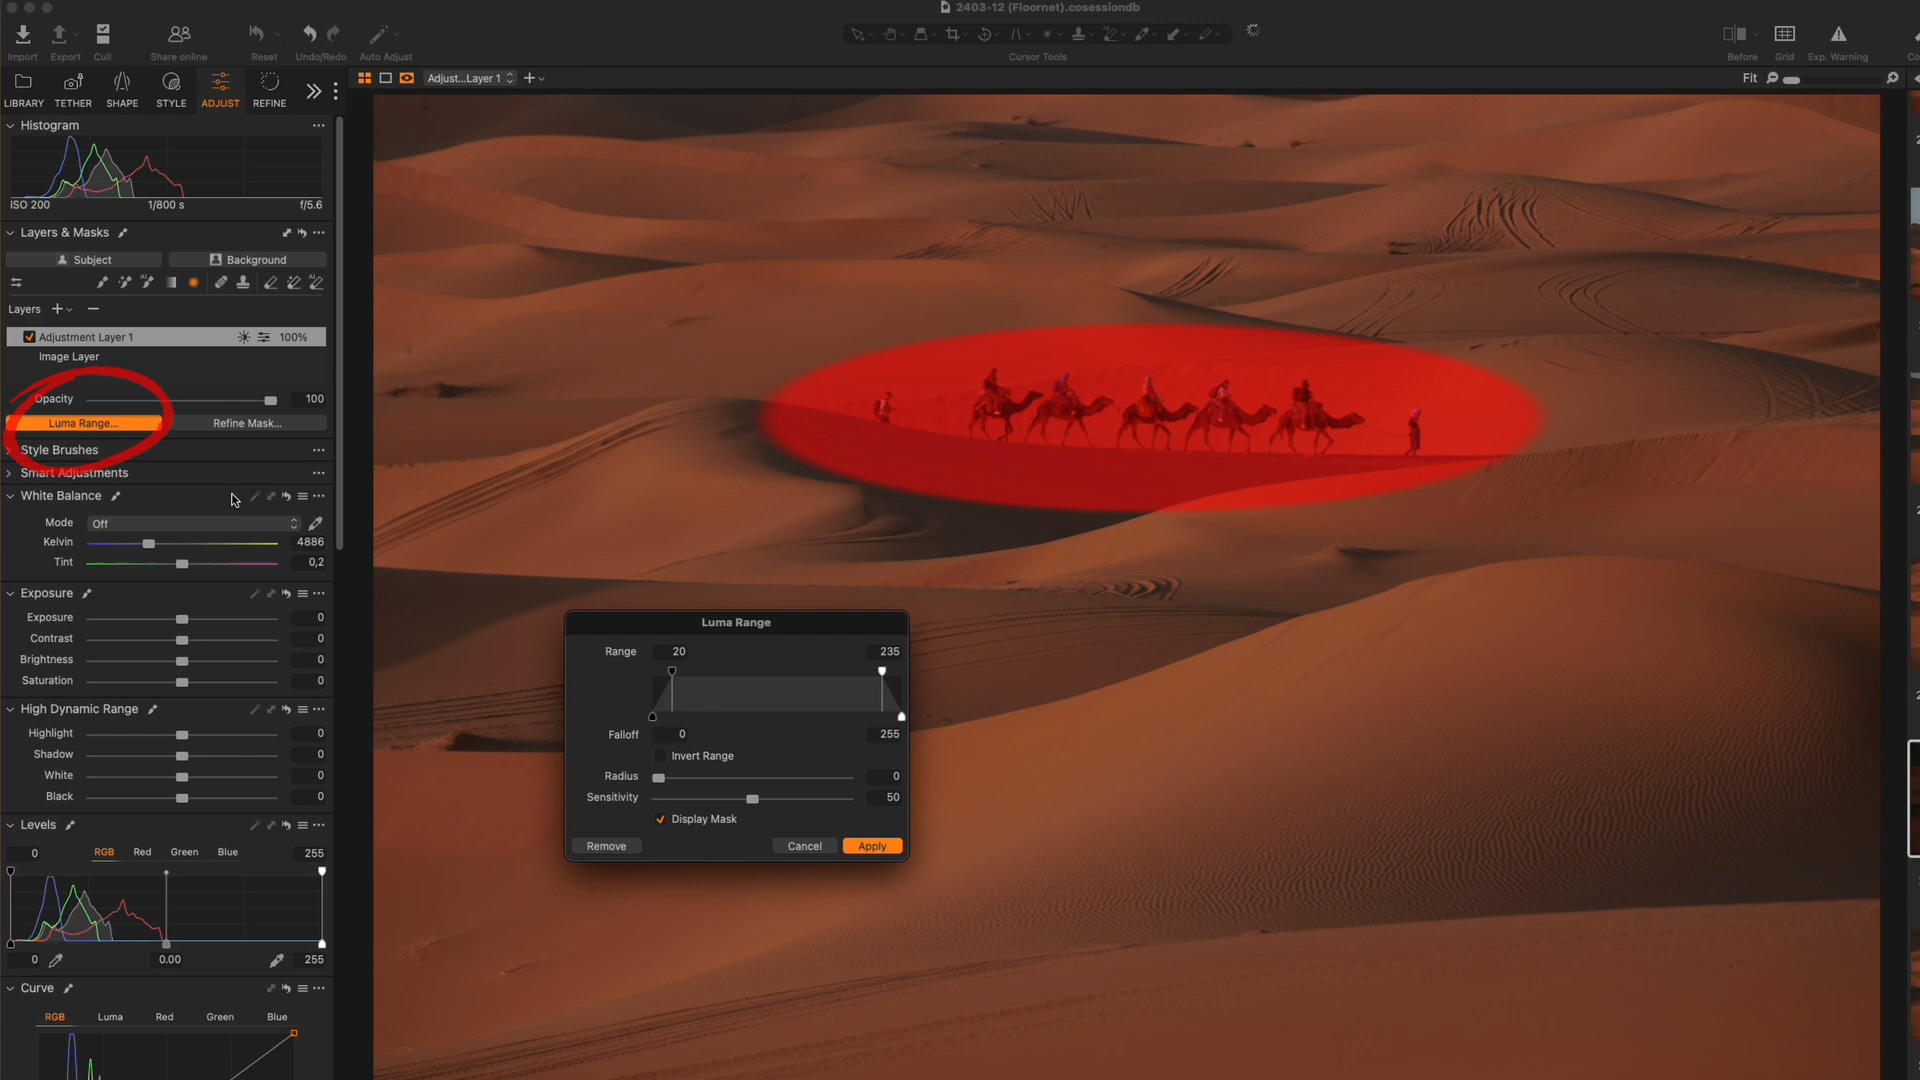 2403-12 (Floornet).cosessiondb
Import
Export
Cull
Share online
Reset
Undo/Redo
Auto Adjust
Cursor Tools
Before
Grid
Exp. Warning
LIBRARY
TETHER
SHAPE
STYLE
ADJUST
REFINE
Adjust...Layer 1
Fit
Histogram
ISO 200 1/800 s f/5.6
Layers & Masks
Subject
Background
Layers
Adjustment Layer 1 100%
Image Layer
Opacity 100
Luma Range...
Refine Mask...
Style Brushes
Smart Adjustments
White Balance
Mode Off
Kelvin 4886
Tint 0,2
Exposure
Exposure 0
Contrast 0
Brightness 0
Saturation 0
High Dynamic Range
Highlight 0
Shadow 0
White 0
Black 0
Levels
0 RGB Red Green Blue 255
0 0.00 255
Curve
RGB Luma Red Green Blue
Luma Range
Range 20 235
Falloff 0 255
Invert Range
Radius 0
Sensitivity 50
Display Mask
Remove
Cancel
Apply